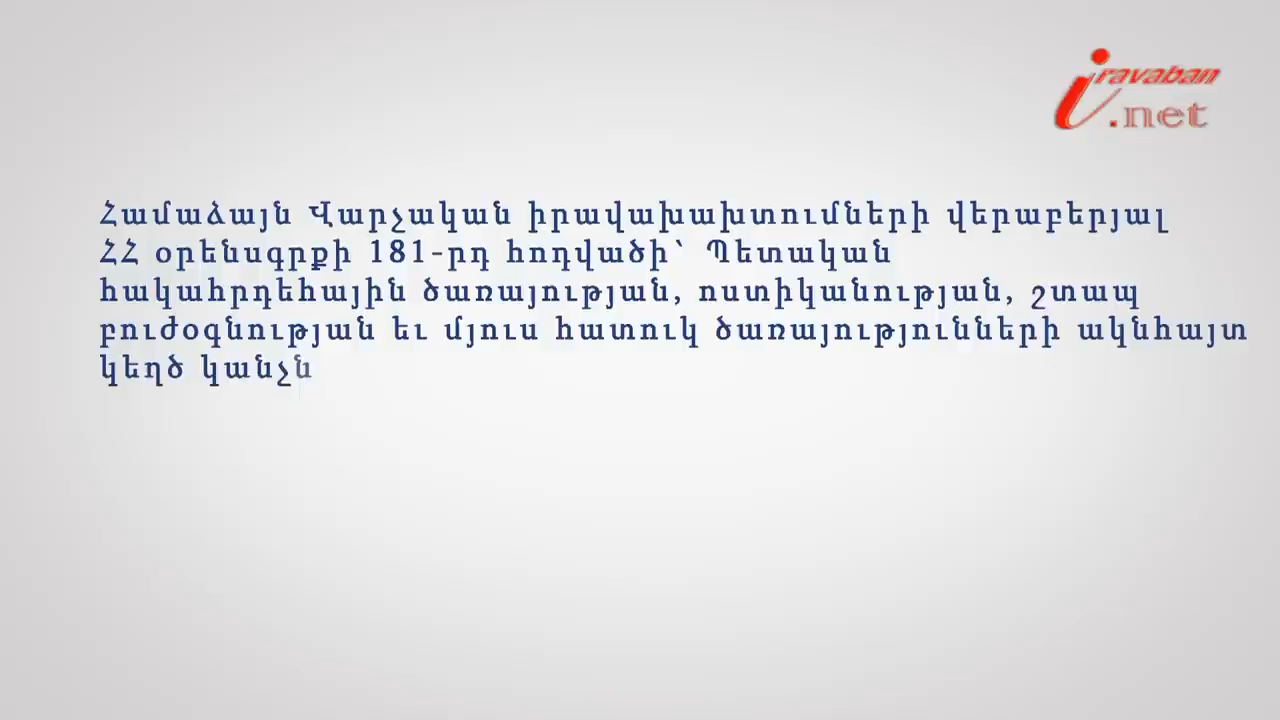 iravaban
.net
Համաձայն Վարչական իրավախախտումների վերաբերյալ
ՀՀ օրենսգրքի 181-րդ հոդվածի՝ Պետական
հակահրդեհային ծառայության, ոստիկանության, շտապ
բուժօգնության եւ մյուս հատուկ ծառայությունների ակնհայտ
կեղծ կանչն